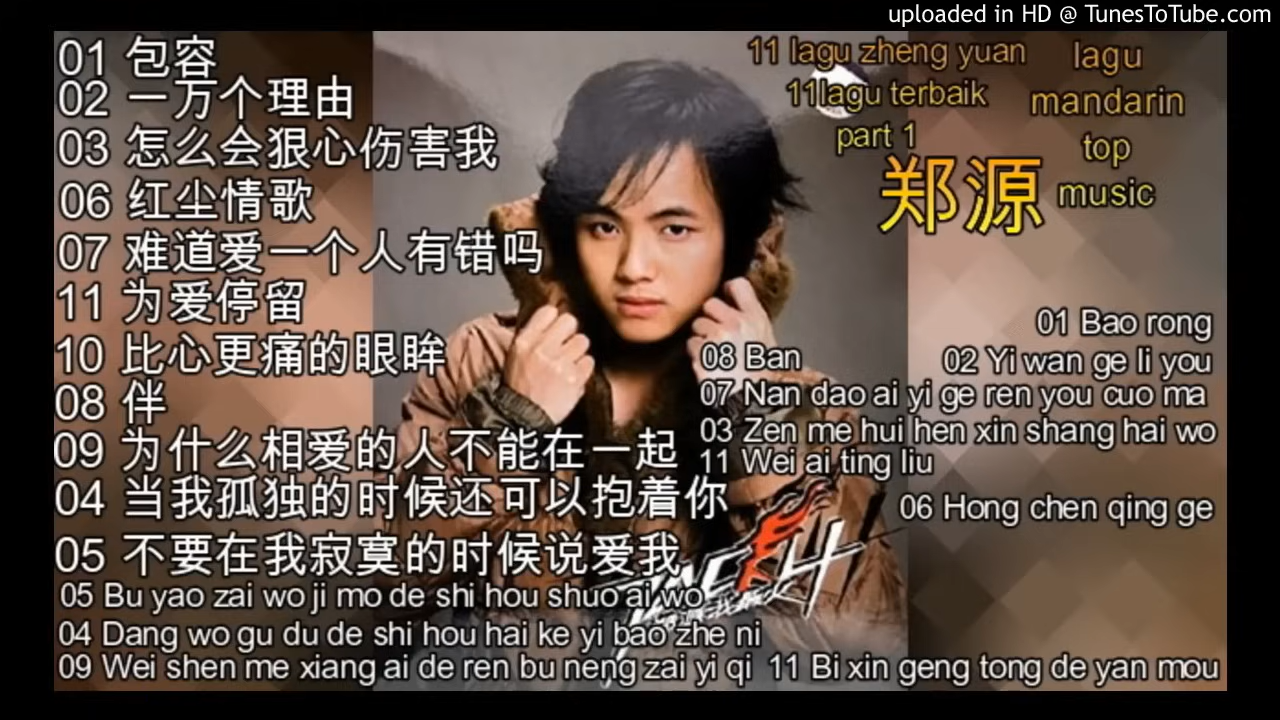 uploaded in HD @ TunesToTube.com
01 包容
02 一万个理由
03 怎么会狠心伤害我
06 红尘情歌
07 难道爱一个人有错吗
11 为爱停留
10 比心更痛的眼眸
08 伴
09 为什么相爱的人不能在一起
04 当我孤独的时候还可以抱着你
05 不要在我寂寞的时候说爱我
11 lagu zheng yuan
11lagu terbaik
part 1
lagu
mandarin
top
music
郑源
01 Bao rong
08 Ban
02 Yi wan ge li you
07 Nan dao ai yi ge ren you cuo ma
03 Zen me hui hen xin shang hai wo
11 Wei ai ting liu
06 Hong chen qing ge
05 Bu yao zai wo ji mo de shi hou shuo ai wo
04 Dang wo gu du de shi hou hai ke yi bao zhe ni
09 Wei shen me xiang ai de ren bu neng zai yi qi
11 Bi xin geng tong de yan mou